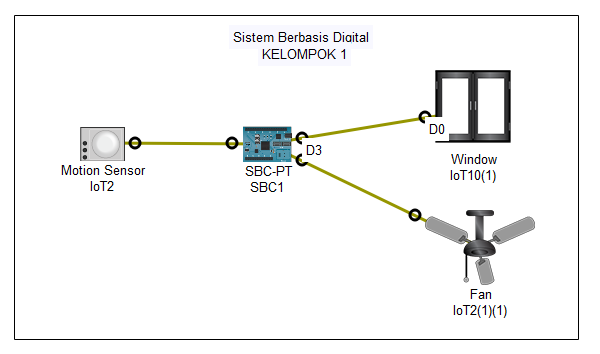 Sistem Berbasis Digital
KELOMPOK 1
Motion Sensor
IoT2
SBC-PT
SBC1
D3
D0
Window
IoT10(1)
Fan
IoT2(1)(1)